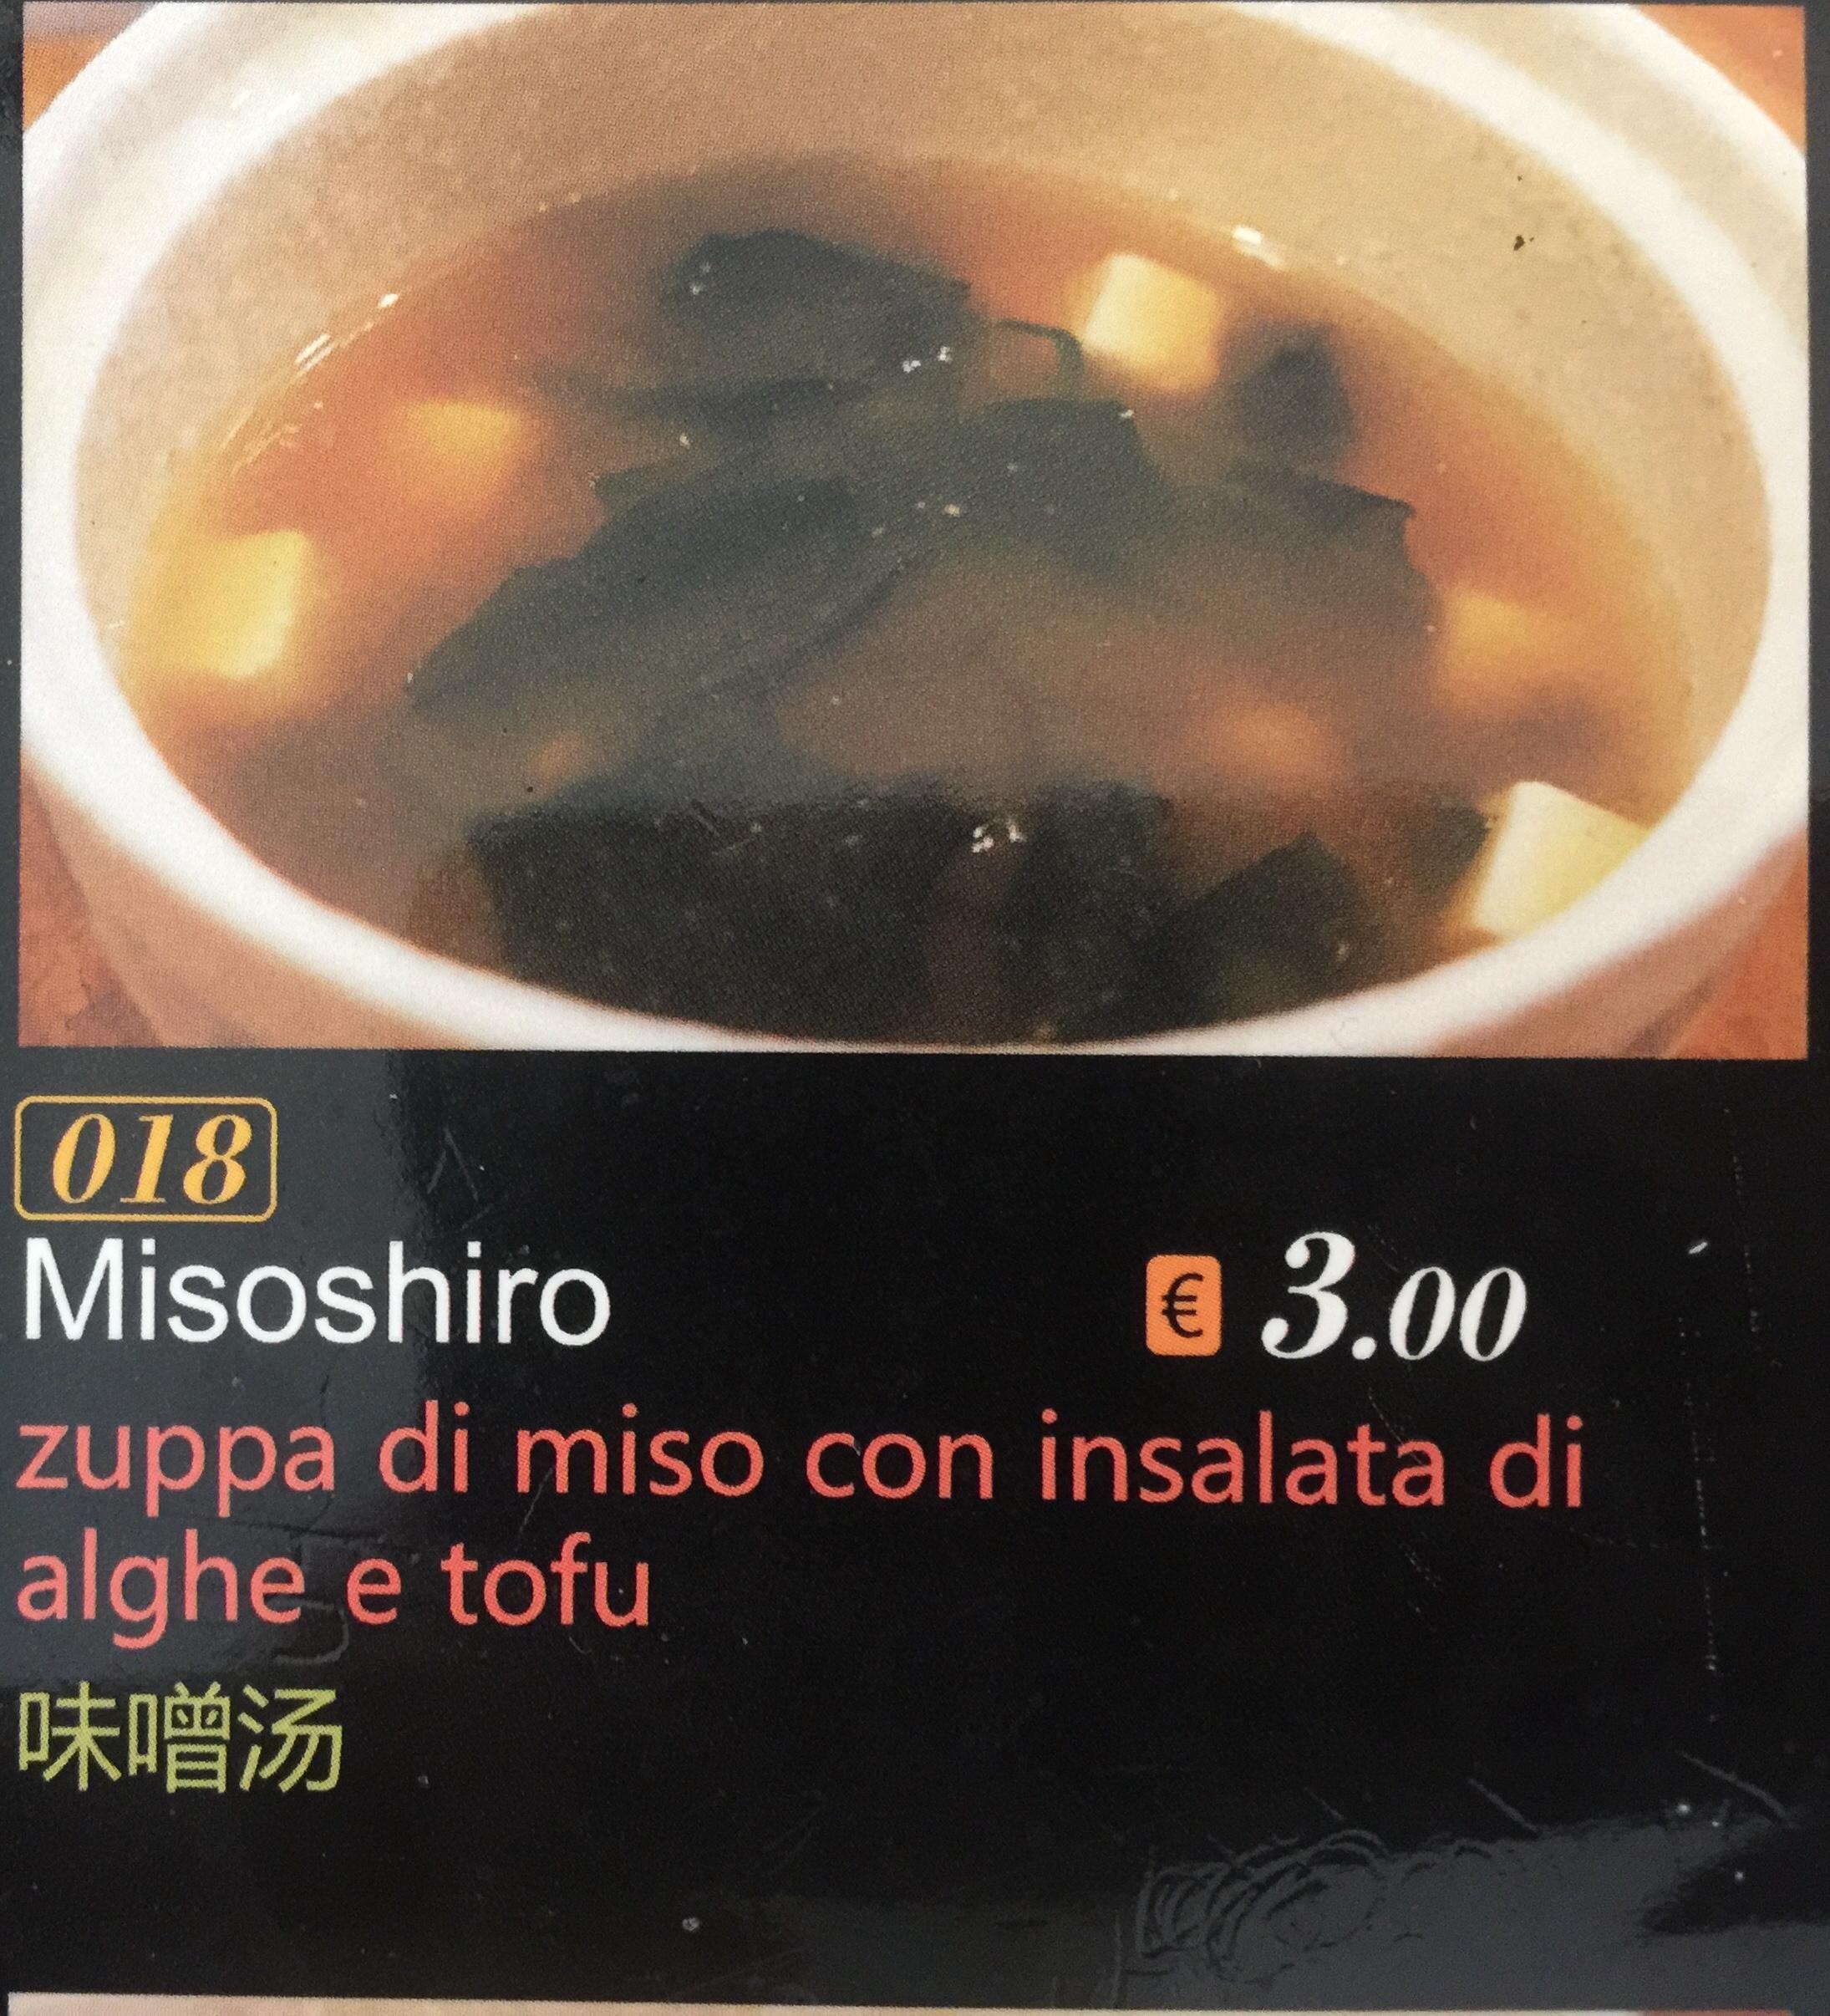 018
Misoshiro € 3.00
zuppa di miso con insalata di
alghe e tofu
味噌汤